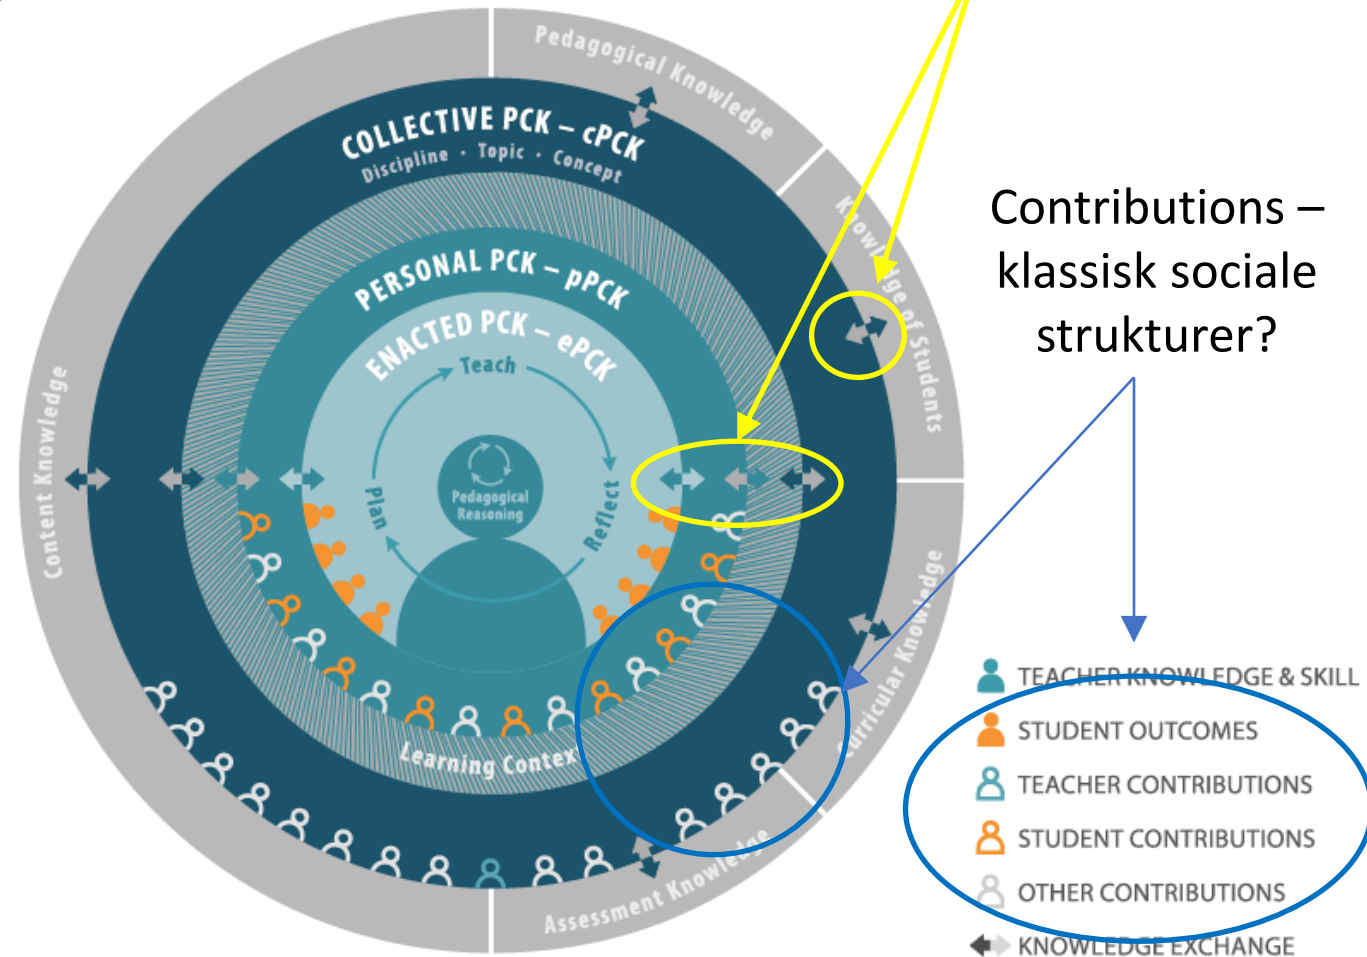 Pedagogical Knowledge
COLLECTIVE PCK – cPCK
Discipline · Topic · Concept
Knowledge of Students
PERSONAL PCK – pPCK
ENACTED PCK – ePCK
Teach
Reflect
Plan
Pedagogical
Reasoning
Content Knowledge
Learning Context
Curricular Knowledge
Assessment Knowledge
Contributions –
klassisk sociale
strukturer?
TEACHER KNOWLEDGE & SKILL
STUDENT OUTCOMES
TEACHER CONTRIBUTIONS
STUDENT CONTRIBUTIONS
OTHER CONTRIBUTIONS
KNOWLEDGE EXCHANGE